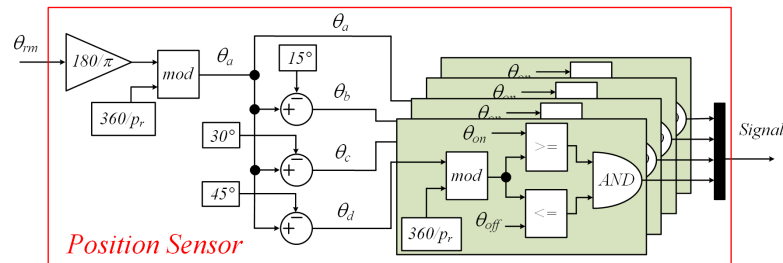 θrm
180/π
mod
360/pr
θa
θa
15°
θb
30°
θc
45°
θd
θon
θon
θon
θon
>=
mod
AND
<=
θoff
360/pr
Signal
Position Sensor